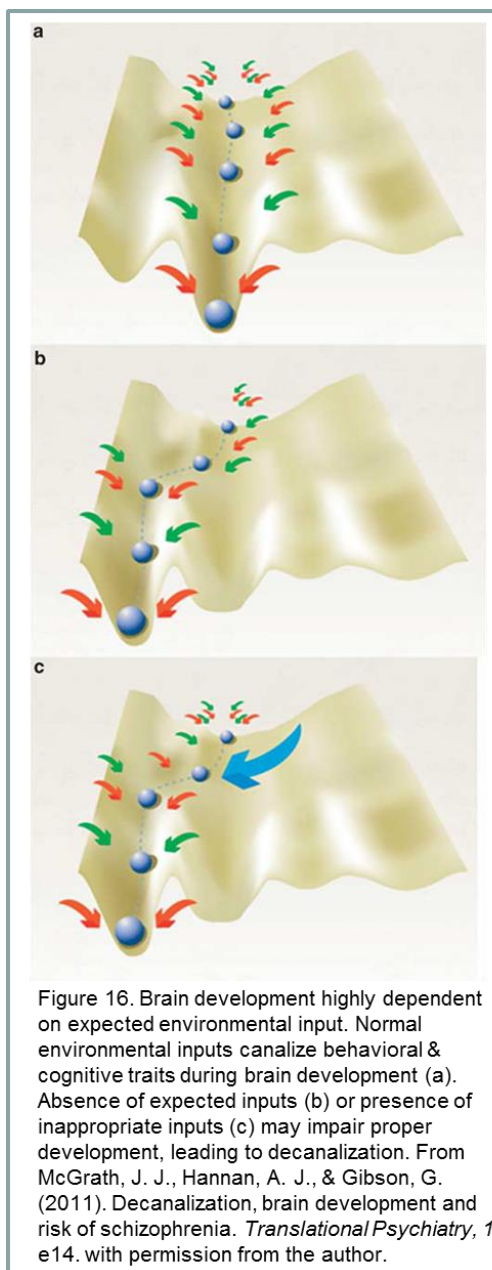 a
b
c
Figure 16. Brain development highly dependent
on expected environmental input. Normal
environmental inputs canalize behavioral &
cognitive traits during brain development (a).
Absence of expected inputs (b) or presence of
inappropriate inputs (c) may impair proper
development, leading to decanalization. From
McGrath, J. J., Hannan, A. J., & Gibson, G.
(2011). Decanalization, brain development and
risk of schizophrenia. Translational Psychiatry, 1
e14. with permission from the author.